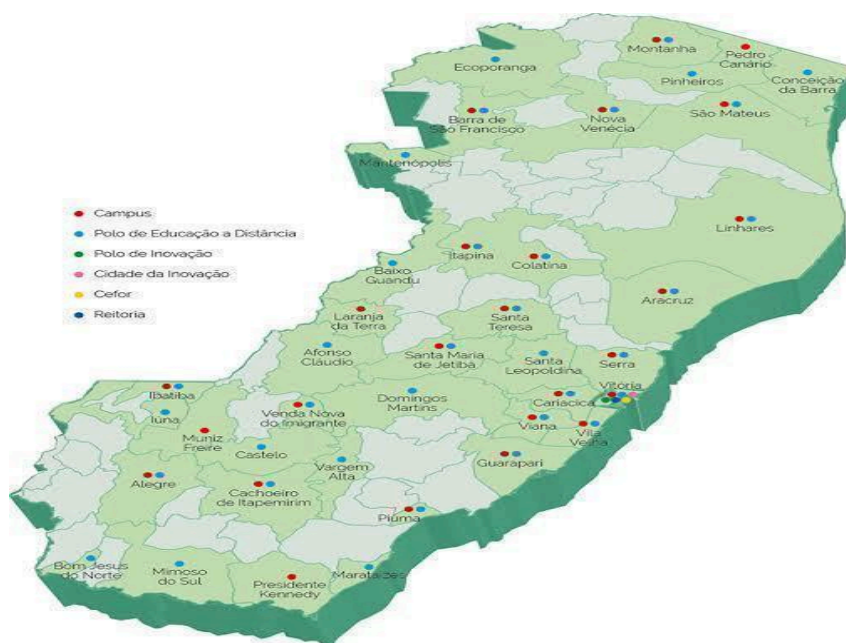 Montanha
Pedro
Canário
Ecoporanga
Pinheiros
Conceição
da Barra
Barra de
São Francisco
Nova
Venécia
São Mateus
Mantenópolis
Campus
Polo de Educação a Distância
Polo de Inovação
Cidade da Inovação
Cefor
Reitoria
Linhares
Itapina
Colatina
Baixo
Guandu
Aracruz
Laranja
da Terra
Santa
Teresa
Afonso
Cláudio
Santa Maria
de Jetibá
Santa
Leopoldina
Serra
Vitória
Ibatiba
Iúna
Venda Nova
do Imigrante
Domingos
Martins
Cariacica
Viana
Vila
Velha
Muniz
Freire
Castelo
Vargem
Alta
Guarapari
Alegre
Cachoeiro
de Itapemirim
Piúma
Bom Jesus
do Norte
Mimoso
do Sul
Presidente
Kennedy
Marataízes